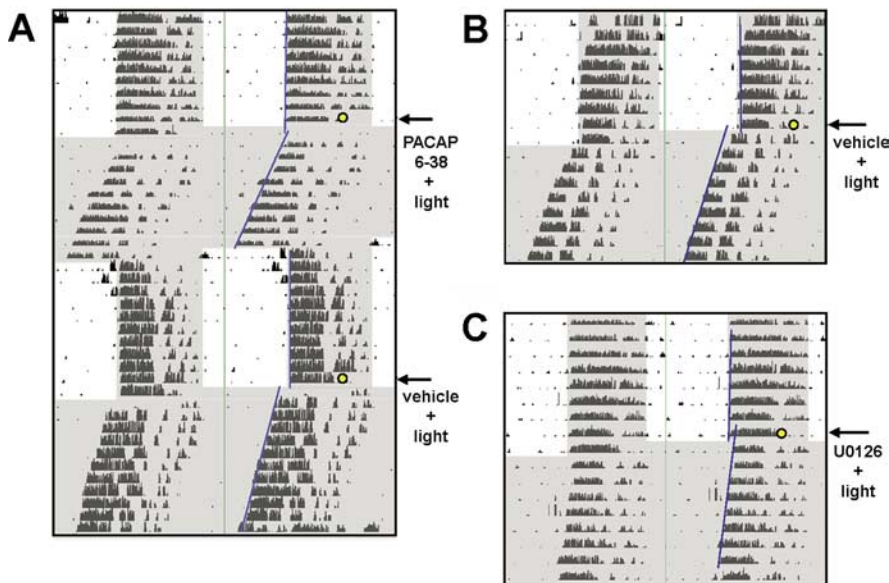 A
PACAP
6-38
+
light
vehicle
+
light
B
vehicle
+
light
C
U0126
+
light